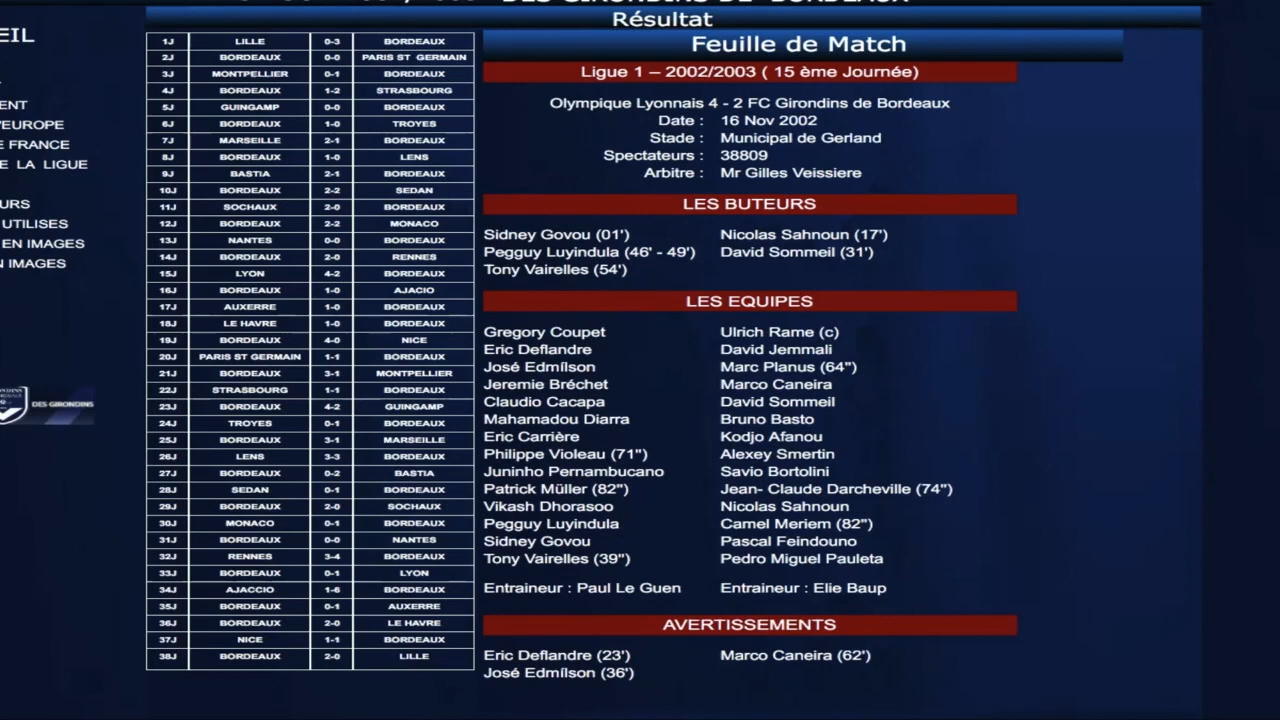 DES GIRONDINS DE BORDEAUX
Résultat
EIL
ENT
'EUROPE
E FRANCE
E LA LIGUE
URS
UTILISES
EN IMAGES
N IMAGES
DES GIRONDINS
1J LILLE 0-3 BORDEAUX
2J BORDEAUX 0-0 PARIS ST GERMAIN
3J MONTPELLIER 0-1 BORDEAUX
4J BORDEAUX 1-2 STRASBOURG
5J GUINGAMP 0-0 BORDEAUX
6J BORDEAUX 1-0 TROYES
7J MARSEILLE 2-1 BORDEAUX
8J BORDEAUX 1-0 LENS
9J BASTIA 2-1 BORDEAUX
10J BORDEAUX 2-2 SEDAN
11J SOCHAUX 2-0 BORDEAUX
12J BORDEAUX 2-2 MONACO
13J NANTES 0-0 BORDEAUX
14J BORDEAUX 2-0 RENNES
15J LYON 4-2 BORDEAUX
16J BORDEAUX 1-0 AJACIO
17J AUXERRE 1-0 BORDEAUX
18J LE HAVRE 1-0 BORDEAUX
19J BORDEAUX 4-0 NICE
20J PARIS ST GERMAIN 1-1 BORDEAUX
21J BORDEAUX 3-1 MONTPELLIER
22J STRASBOURG 1-1 BORDEAUX
23J BORDEAUX 4-2 GUINGAMP
24J TROYES 0-1 BORDEAUX
25J BORDEAUX 3-1 MARSEILLE
26J LENS 3-3 BORDEAUX
27J BORDEAUX 0-2 BASTIA
28J SEDAN 0-1 BORDEAUX
29J BORDEAUX 2-0 SOCHAUX
30J MONACO 0-1 BORDEAUX
31J BORDEAUX 0-0 NANTES
32J RENNES 3-4 BORDEAUX
33J BORDEAUX 0-1 LYON
34J AJACCIO 1-6 BORDEAUX
35J BORDEAUX 0-1 AUXERRE
36J BORDEAUX 2-0 LE HAVRE
37J NICE 1-1 BORDEAUX
38J BORDEAUX 2-0 LILLE
Feuille de Match
Ligue 1 – 2002/2003 ( 15 ème Journée)
Olympique Lyonnais 4 - 2 FC Girondins de Bordeaux
Date : 16 Nov 2002
Stade : Municipal de Gerland
Spectateurs : 38809
Arbitre : Mr Gilles Veissiere
LES BUTEURS
Sidney Govou (01') Nicolas Sahnoun (17')
Pegguy Luyindula (46' - 49') David Sommeil (31')
Tony Vairelles (54')
LES EQUIPES
Gregory Coupet Ulrich Rame (c)
Eric Deflandre David Jemmali
José Edmílson Marc Planus (64")
Jeremie Bréchet Marco Caneira
Claudio Cacapa David Sommeil
Mahamadou Diarra Bruno Basto
Eric Carrière Kodjo Afanou
Philippe Violeau (71") Alexey Smertin
Juninho Pernambucano Savio Bortolini
Patrick Müller (82") Jean- Claude Darcheville (74")
Vikash Dhorasoo Nicolas Sahnoun
Pegguy Luyindula Camel Meriem (82")
Sidney Govou Pascal Feindouno
Tony Vairelles (39") Pedro Miguel Pauleta
Entraineur : Paul Le Guen Entraineur : Elie Baup
AVERTISSEMENTS
Eric Deflandre (23') Marco Caneira (62')
José Edmílson (36')